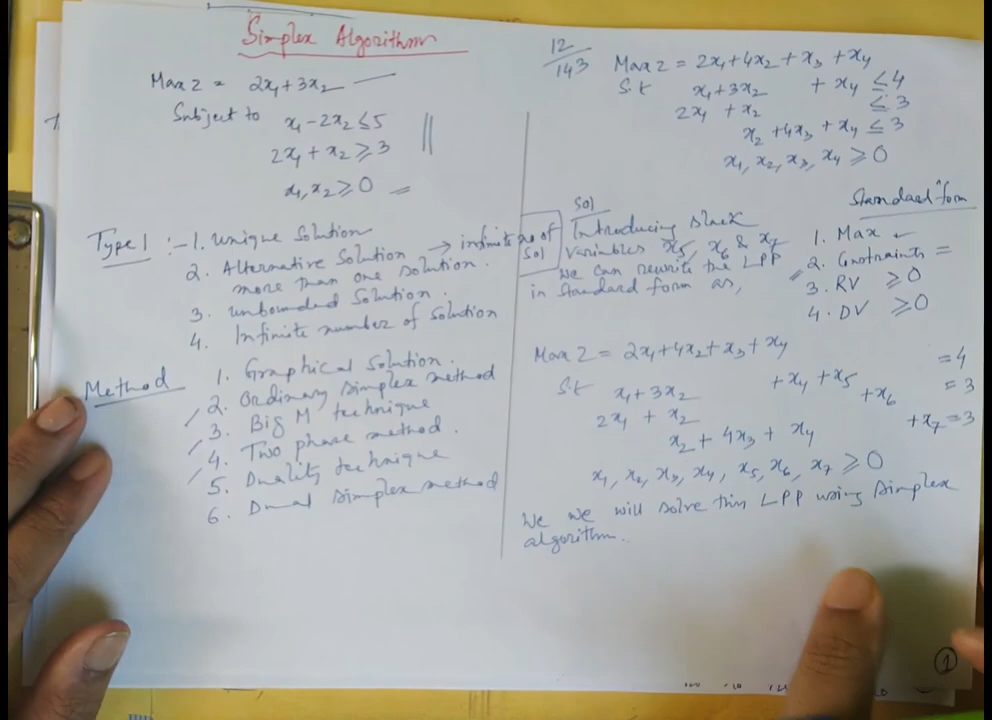 Simplex Algorithm
Max z = 2x₁+3x₂
Subject to x₁-2x₂ ≤ 5
2x₁ + x₂ ≥ 3
x₁, x₂ ≥ 0
Type 1 :- 1. Unique Solution
2. Alternative Solution → infinite no of sol
more than one solution.
3. unbounded Solution.
4. Infinite number of solution
Method 1. Graphical Solution.
2. Ordinary simplex method
3. Big M technique
4. Two phase method.
5. Duality technique
6. Dual simplex method
12/143
Max z = 2x₁+4x₂+x₃+x₄
S.t x₁+3x₂ + x₄ ≤ 4
2x₁ + x₂ ≤ 3
x₂ +4x₃ +x₄ ≤ 3
x₁, x₂, x₃, x₄ ≥ 0
Sol
Introducing slack
variables x₅, x₆ & x₇
we can rewrite the LPP
in standard form as,
Standard form
1. Max
2. Constraints =
3. RV ≥ 0
4. DV ≥ 0
Max Z = 2x₁+4x₂+x₃+x₄
S.t x₁+3x₂ +x₄ +x₅ = 4
2x₁ + x₂ +x₆ = 3
x₂ + 4x₃ + x₄ +x₇ = 3
x₁, x₂, x₃, x₄, x₅, x₆, x₇ ≥ 0
We we will solve this LPP using simplex
algorithm.
1